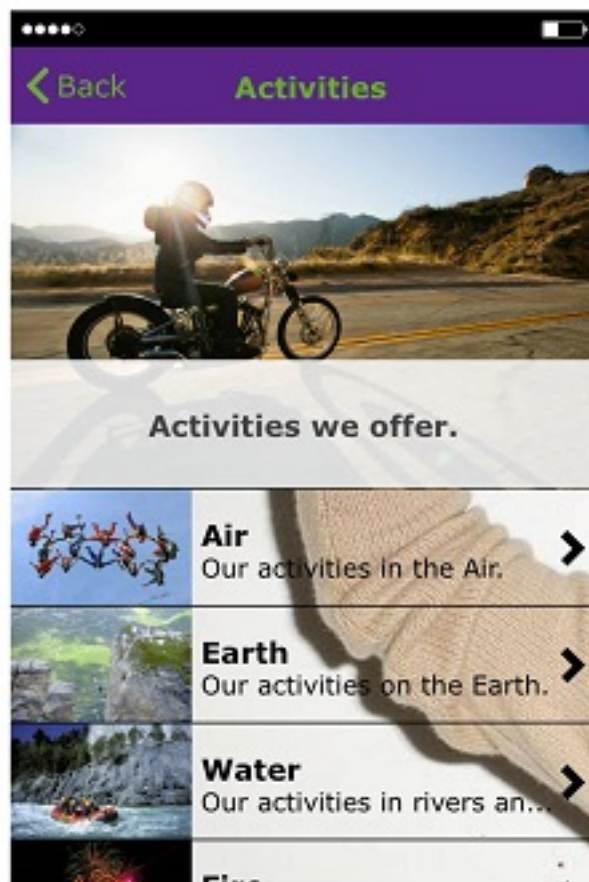 Back
Activities
Activities we offer.
Air
Our activities in the Air.
Earth
Our activities on the Earth.
Water
Our activities in rivers an...
Fire